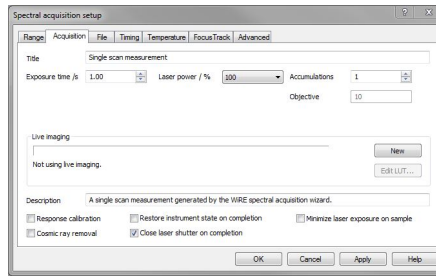 Spectral acquisition setup
Range Acquisition File Timing Temperature FocusTrack Advanced
Title Single scan measurement
Exposure time /s 1.00 Laser power / % 100 Accumulations 1
Objective 10
Live imaging
New
Not using live imaging.
Edit LUT...
Description A single scan measurement generated by the WiRE spectral acquisition wizard.
Response calibration Restore instrument state on completion Minimize laser exposure on sample
Cosmic ray removal Close laser shutter on completion
OK Cancel Apply Help